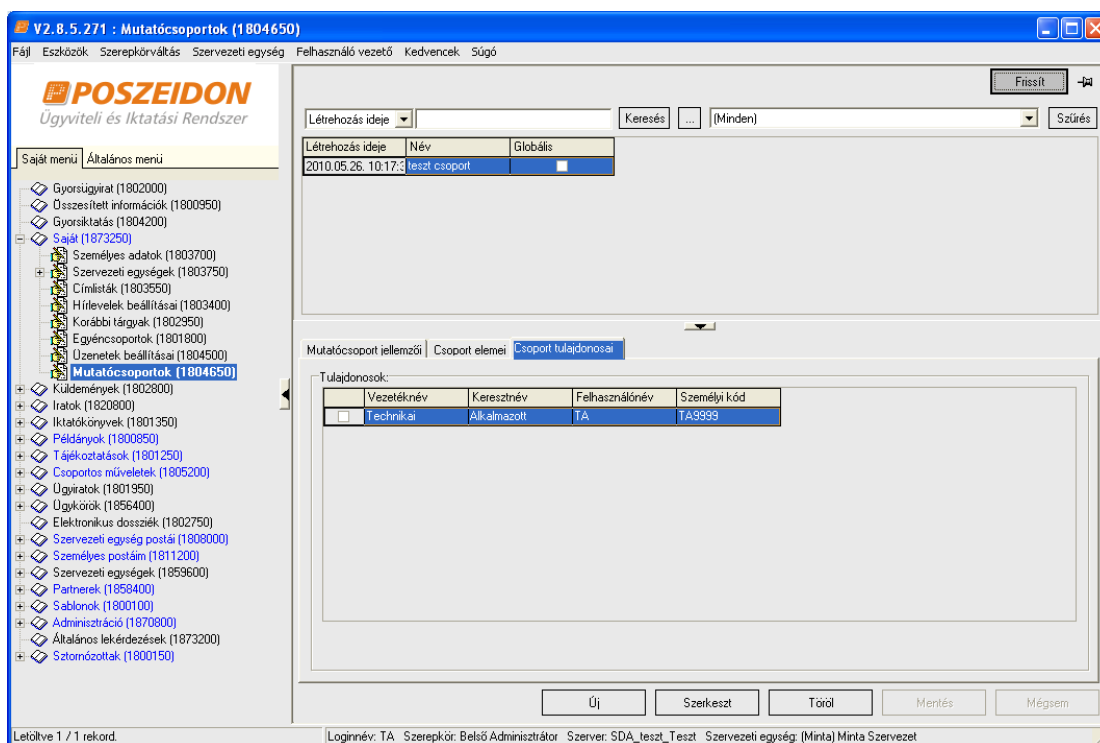 V2.8.5.271 : Mutatócsoportok (1804650)
Fájl Eszközök Szerepkörváltás Szervezeti egység Felhasználó vezető Kedvencek Súgó
POSZEIDON
Ügyviteli és Iktatási Rendszer
Saját menü Általános menü
Gyorsügyirat (1802000)
Összesített információk (1800950)
Gyorsiktatás (1804200)
Saját (1873250)
Személyes adatok (1803700)
Szervezeti egységek (1803750)
Címlisták (1803550)
Hírlevelek beállításai (1803400)
Korábbi tárgyak (1802950)
Egyéncsoportok (1801800)
Üzenetek beállításai (1804500)
Mutatócsoportok (1804650)
Küldemények (1802800)
Iratok (1820800)
Iktatókönyvek (1801350)
Példányok (1800850)
Tájékoztatások (1801250)
Csoportos műveletek (1805200)
Ügyiratok (1801950)
Ügykörök (1856400)
Elektronikus dossziék (1802750)
Szervezeti egység postái (1808000)
Személyes postáim (1811200)
Szervezeti egységek (1859600)
Partnerek (1858400)
Sablonok (1800100)
Adminisztráció (1870800)
Általános lekérdezések (1873200)
Sztornózottak (1800150)
Frissít
Létrehozás ideje Keresés ... (Minden) Szűrés
Létrehozás ideje Név Globális
2010.05.26. 10:17:3 teszt csoport
Mutatócsoport jellemzői Csoport elemei Csoport tulajdonosai
Tulajdonosok:
Vezetéknév Keresztnév Felhasználónév Személyi kód
Technikai Alkalmazott TA TA9999
Új Szerkeszt Töröl Mentés Mégsem
Letöltve 1 / 1 rekord. Loginnév: TA Szerepkör: Belső Adminisztrátor Szerver: SDA_teszt_Teszt Szervezeti egység: (Minta) Minta Szervezet